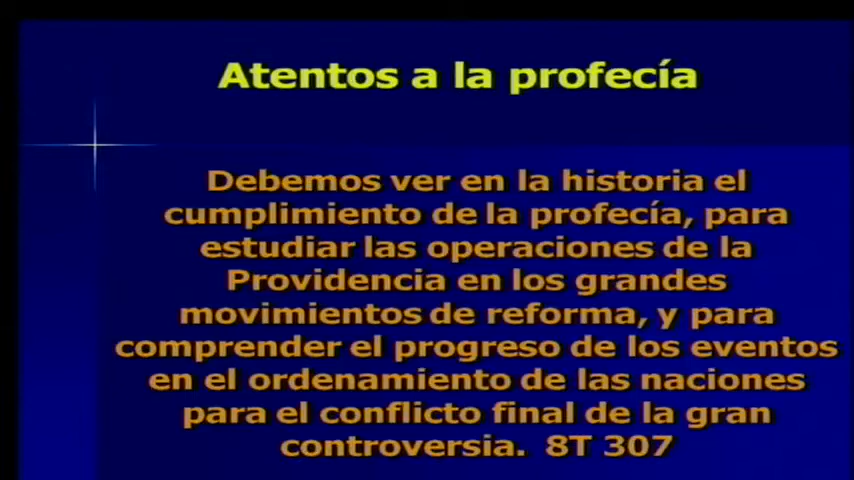 Atentos a la profecía
Debemos ver en la historia el
cumplimiento de la profecía, para
estudiar las operaciones de la
Providencia en los grandes
movimientos de reforma, y para
comprender el progreso de los eventos
en el ordenamiento de las naciones
para el conflicto final de la gran
controversia. 8T 307